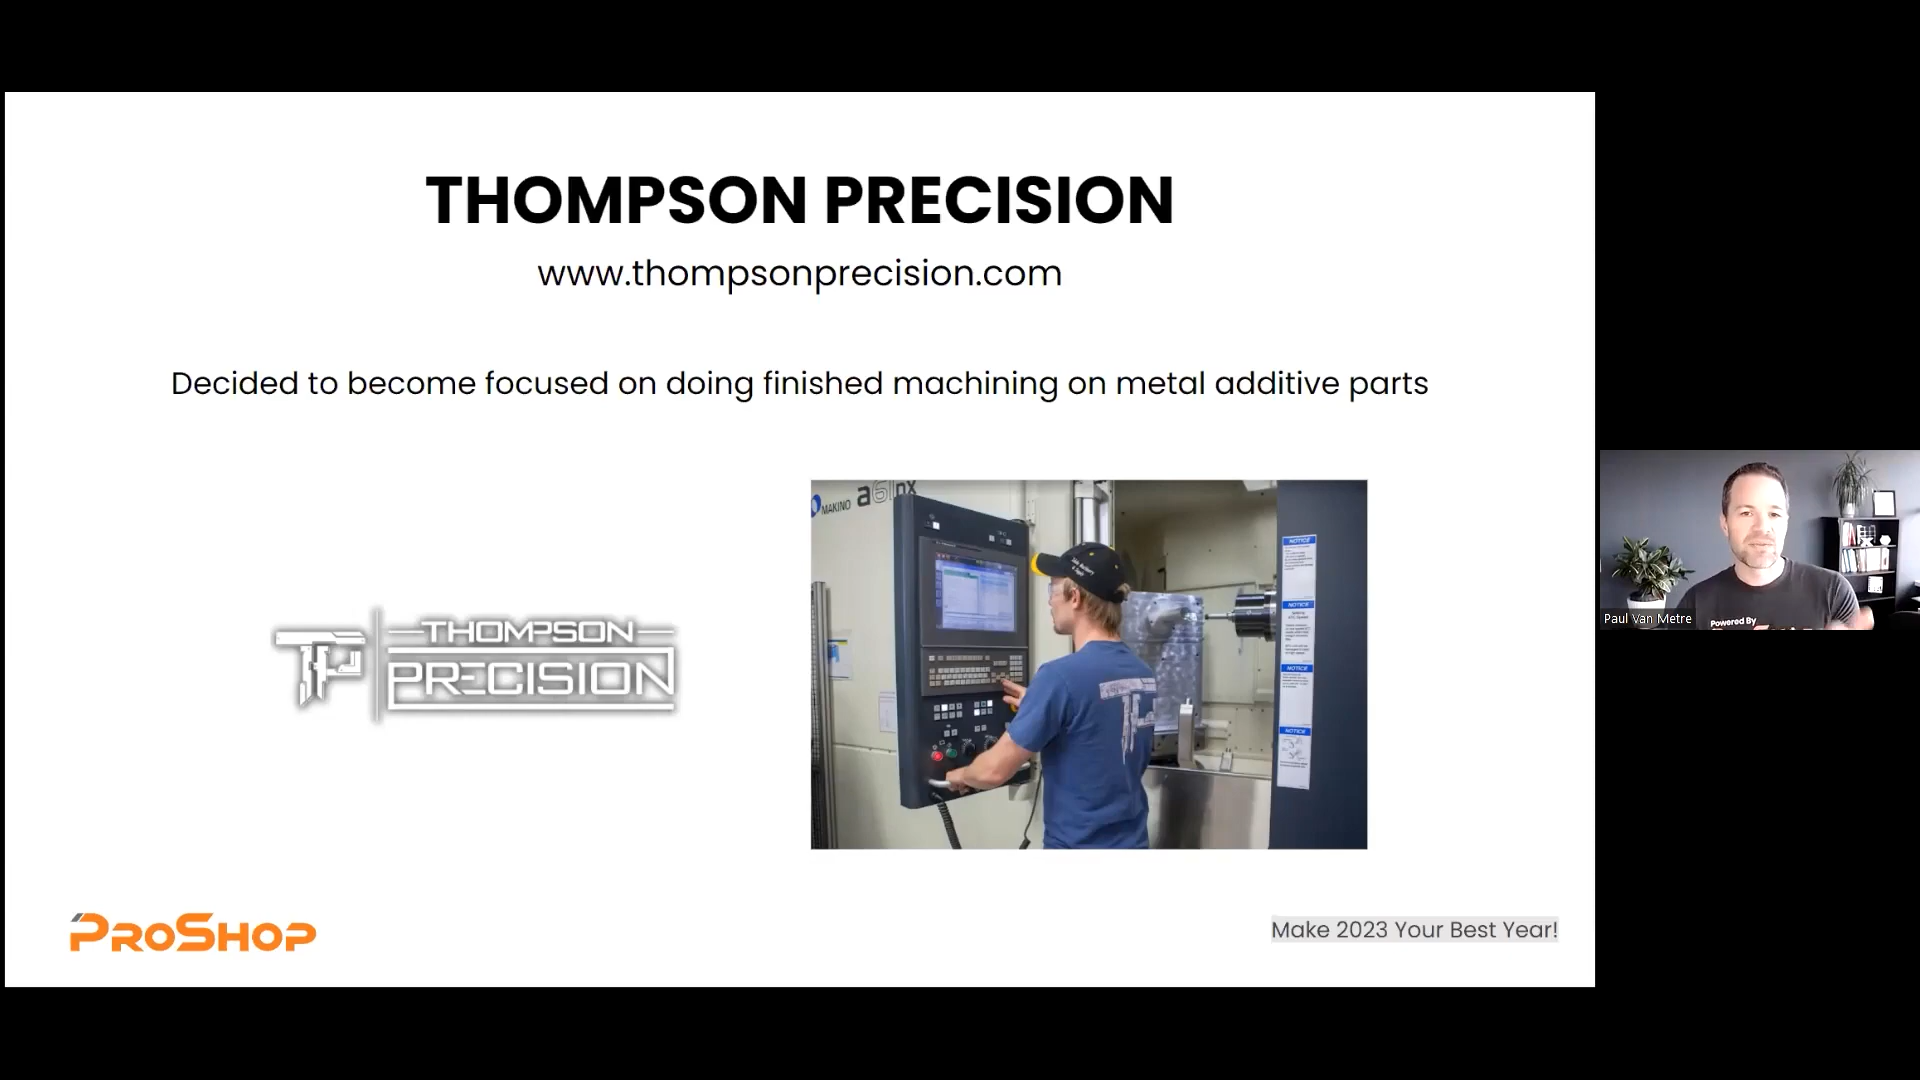 THOMPSON PRECISION
www.thompsonprecision.com
Decided to become focused on doing finished machining on metal additive parts
MAKINO a61nx
NOTICE
NOTICE
NOTICE
NOTICE
THOMPSON
PRECISION
PROSHOP
Make 2023 Your Best Year!
Paul Van Metre
Powered By